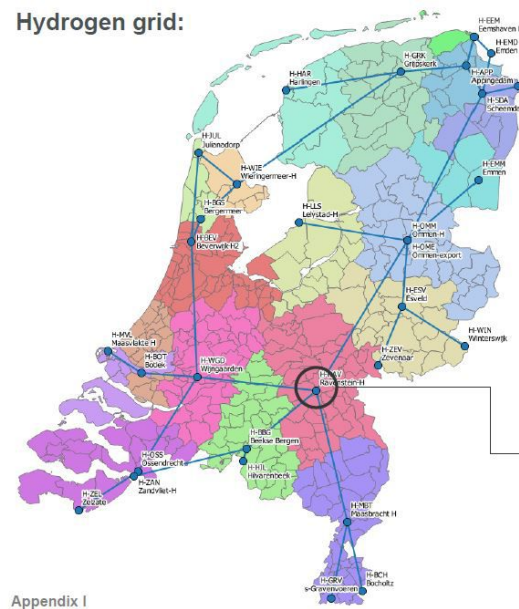 Hydrogen grid:
H-EEM
Eemshaven
H-EMD
Emden
H-GRK
Grijpskerk
H-APP
Appingedam
H-HAR
Harlingen
H-SDA
Scheemda
H-JUL
Julianadorp
H-WIE
Wieringermeer-H
H-EMM
Emmen
H-BGS
Bergermeer
H-LLS
Lelystad-H
H-BEV
Beverwijk-H2
H-OMM
Ommen-H
H-OME
Ommen-export
H-ESV
Esveld
H-WIN
Winterswijk
H-MVL
Maasvlakte H
H-BOT
Botlek
H-ZEV
Zevenaar
H-WGD
Wijngaarden
Ravenstein-H
H-BBG
Beekse Bergen
H-OSS
Ossendrecht
H-HIL
Hilvarenbeek
H-ZAN
Zandvliet-H
H-ZEL
Zelzate
H-MBT
Maasbracht H
H-GRV
s-Gravenvoeren
H-BCH
Bocholtz
Appendix I